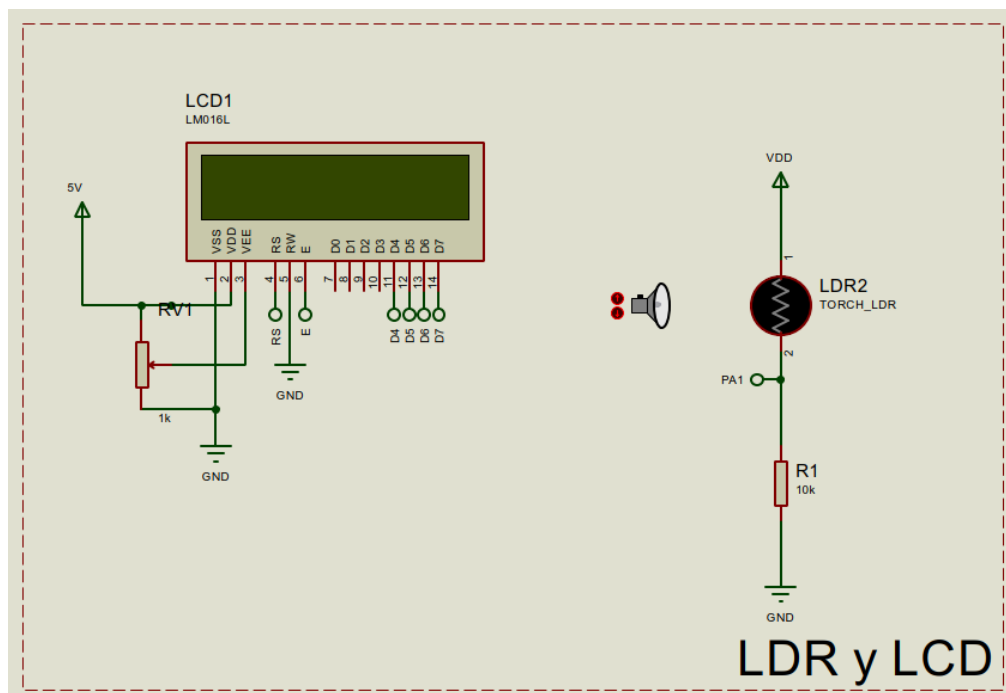 LCD1
LM016L
5V
VSS
VDD
VEE
RS
RW
E
D0
D1
D2
D3
D4
D5
D6
D7
1
2
3
4
5
6
7
8
9
10
11
12
13
14
RS
E
D4
D5
D6
D7
RV1
1k
GND
GND
VDD
1
LDR2
TORCH_LDR
2
PA1
R1
10k
GND
LDR y LCD